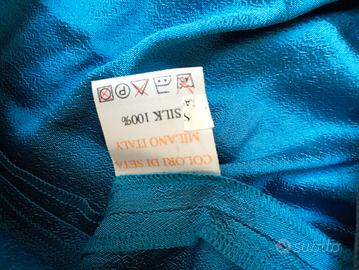 COLORI DI SETA
MILANO ITALY
S SILK 100%
subito